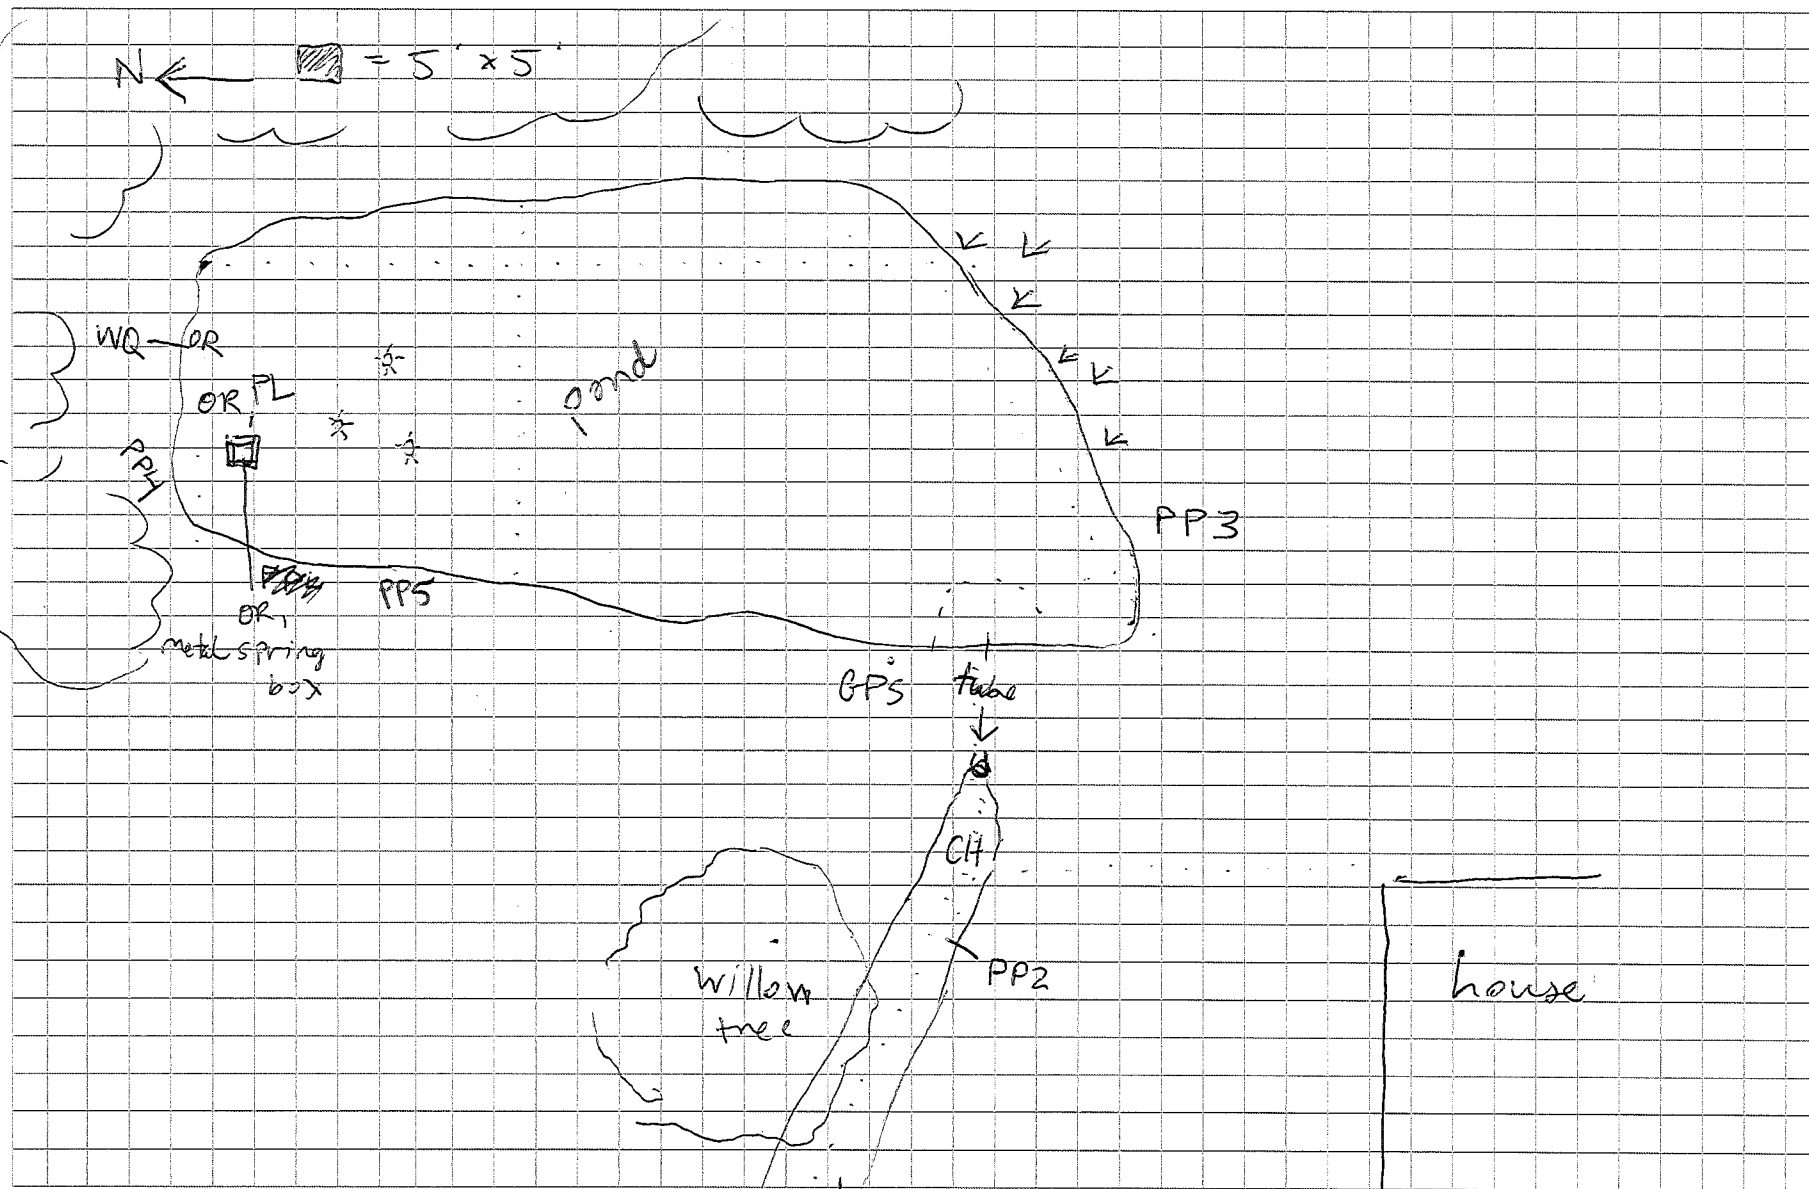 N
= 5' x 5'
WQ
OR
OR, PL
pond
PP4
PP3
PP5
OR,
metal spring
box
GPS
tube
CH
Willow
tree
PP2
house